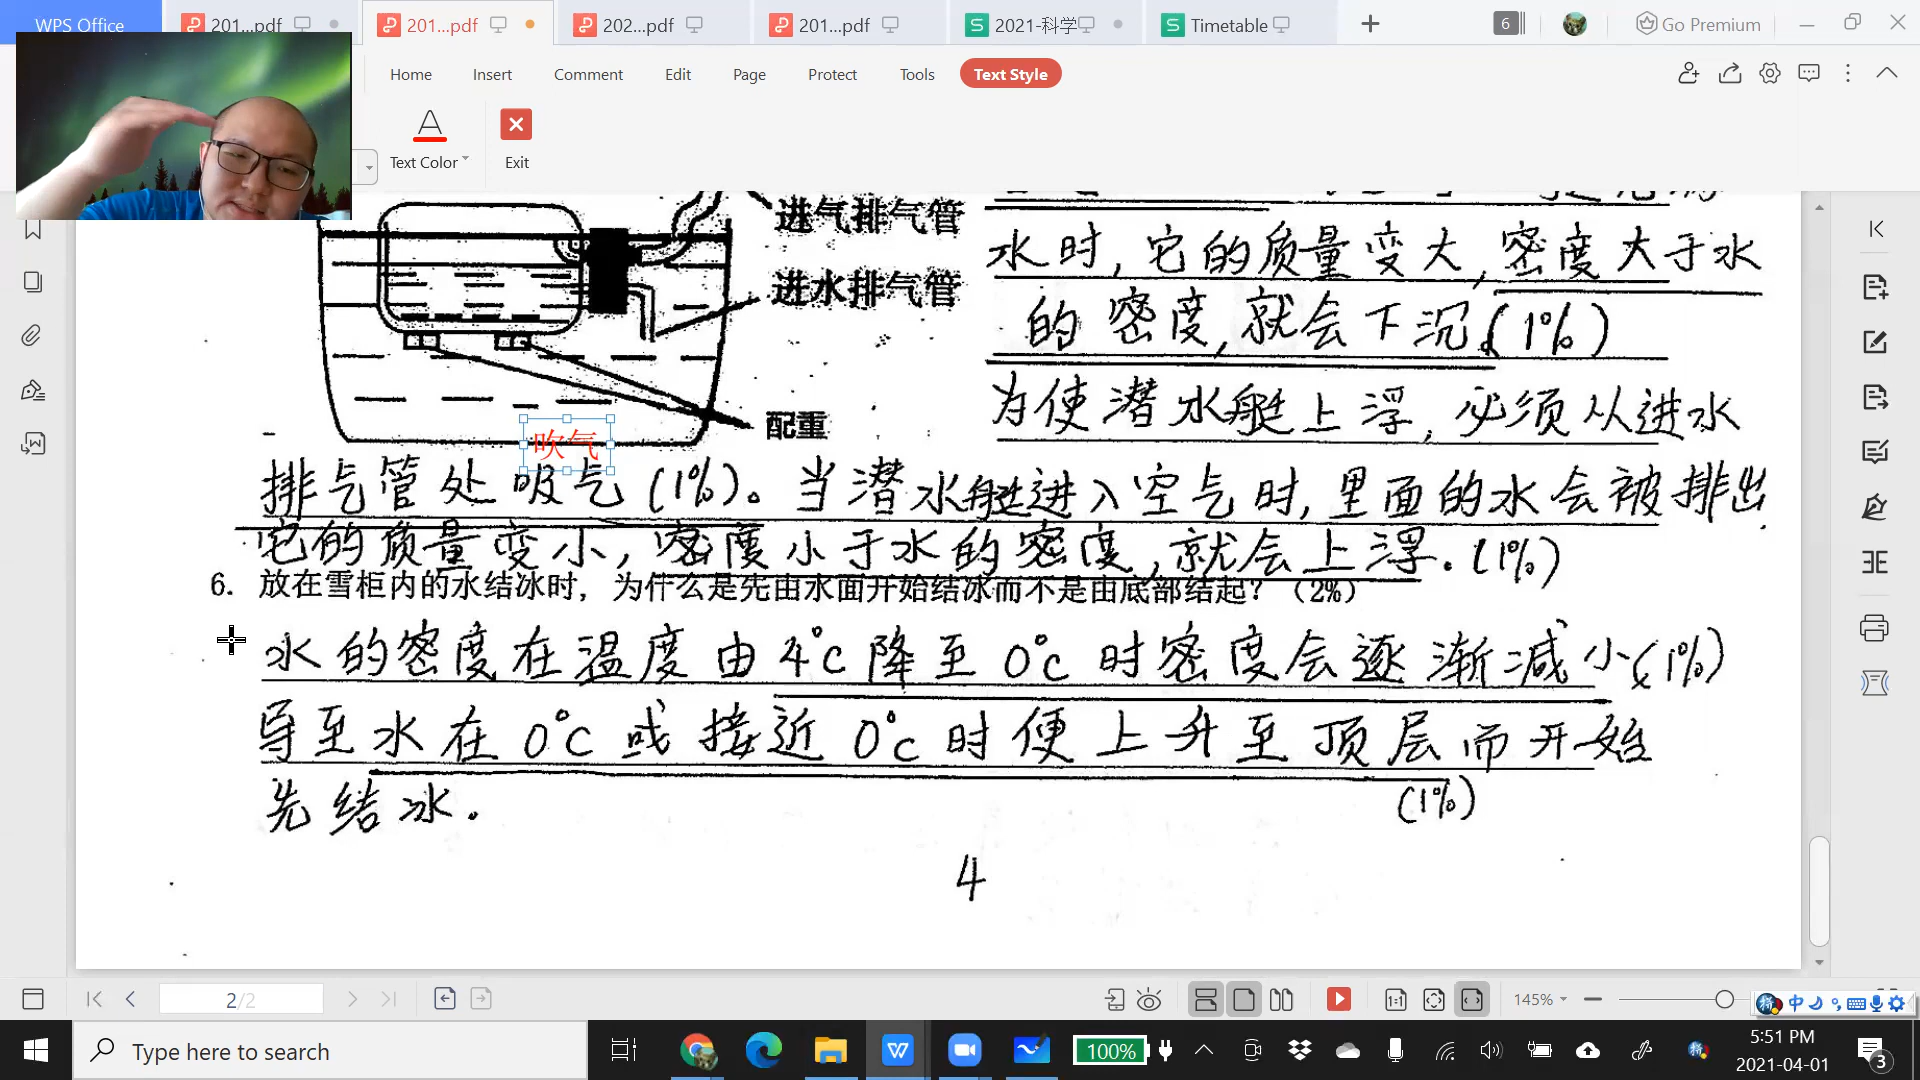 WPS Office
201...pdf
201...pdf
202...pdf
201...pdf
2021-科学
Timetable
6
Go Premium
Home
Insert
Comment
Edit
Page
Protect
Tools
Text Style
Text Color
Exit
进气排气管
水时,它的质量变大,密度大于水
进水排气管
的密度,就会下沉(1%)
为使潜水艇上浮,必须从进水
配重
吹气
排气管处吸气(1%)。当潜水艇进入空气时,里面的水会被排出
它的质量变小,密度小于水的密度,就会上浮.(1%)
6. 放在雪柜内的水结冰时,为什么是先由水面开始结冰而不是由底部结起?(2%)
水的密度在温度由4°C降至0°C时密度会逐渐减小(1%)
导至水在0°C或接近0°C时便上升至顶层而开始
先结冰.
(1%)
4
2/2
145%
中
Type here to search
100%
5:51 PM
2021-04-01
3